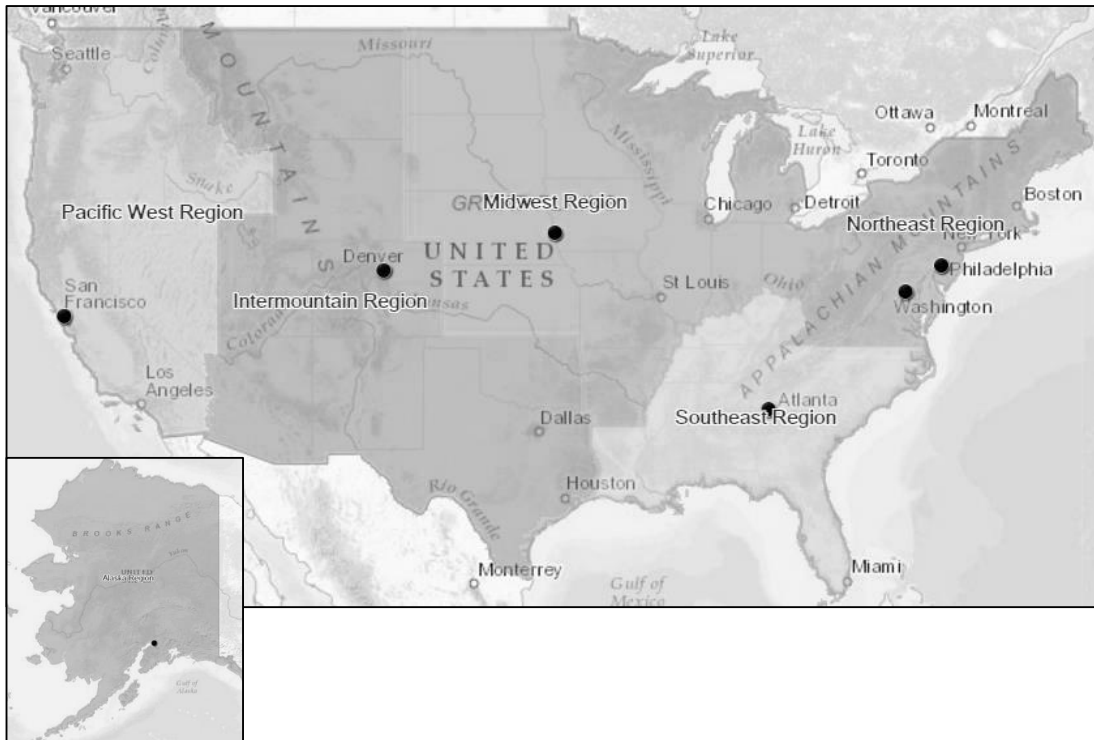 Vancouver
Seattle
Missouri
Lake
Superior
MOUNTAINS
Ottawa
Montreal
Mississippi
Lake
Huron
Toronto
APPALACHIAN MOUNTAINS
Snake
Pacific West Region
Midwest Region
Chicago
Detroit
Boston
Northeast Region
New York
Denver
UNITED
STATES
Philadelphia
San
Francisco
Intermountain Region
St Louis
Ohio
Washington
Los
Angeles
Atlanta
Southeast Region
Dallas
Houston
Rio Grande
Monterrey
Gulf of
Mexico
Miami
BROOKS RANGE
Alaska Region
Gulf of
Alaska